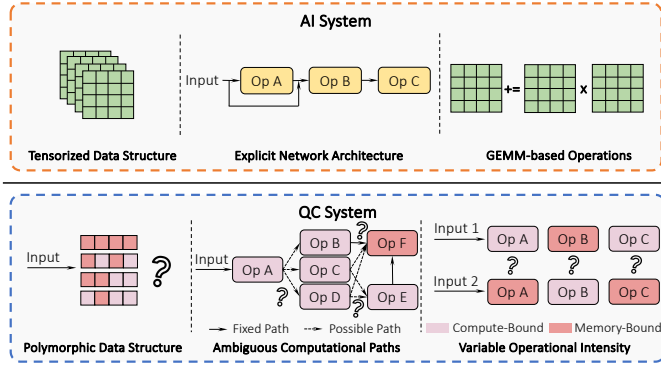 AI System
Input
Op A
Op B
Op C
+=
x
Tensorized Data Structure
Explicit Network Architecture
GEMM-based Operations
QC System
Input
?
Input
Op A
Op B
Op C
Op D
Op F
Op E
?
?
?
Fixed Path
Possible Path
Input 1
Op A
Op B
Op C
?
?
?
Input 2
Op A
Op B
Op C
Compute-Bound
Memory-Bound
Polymorphic Data Structure
Ambiguous Computational Paths
Variable Operational Intensity